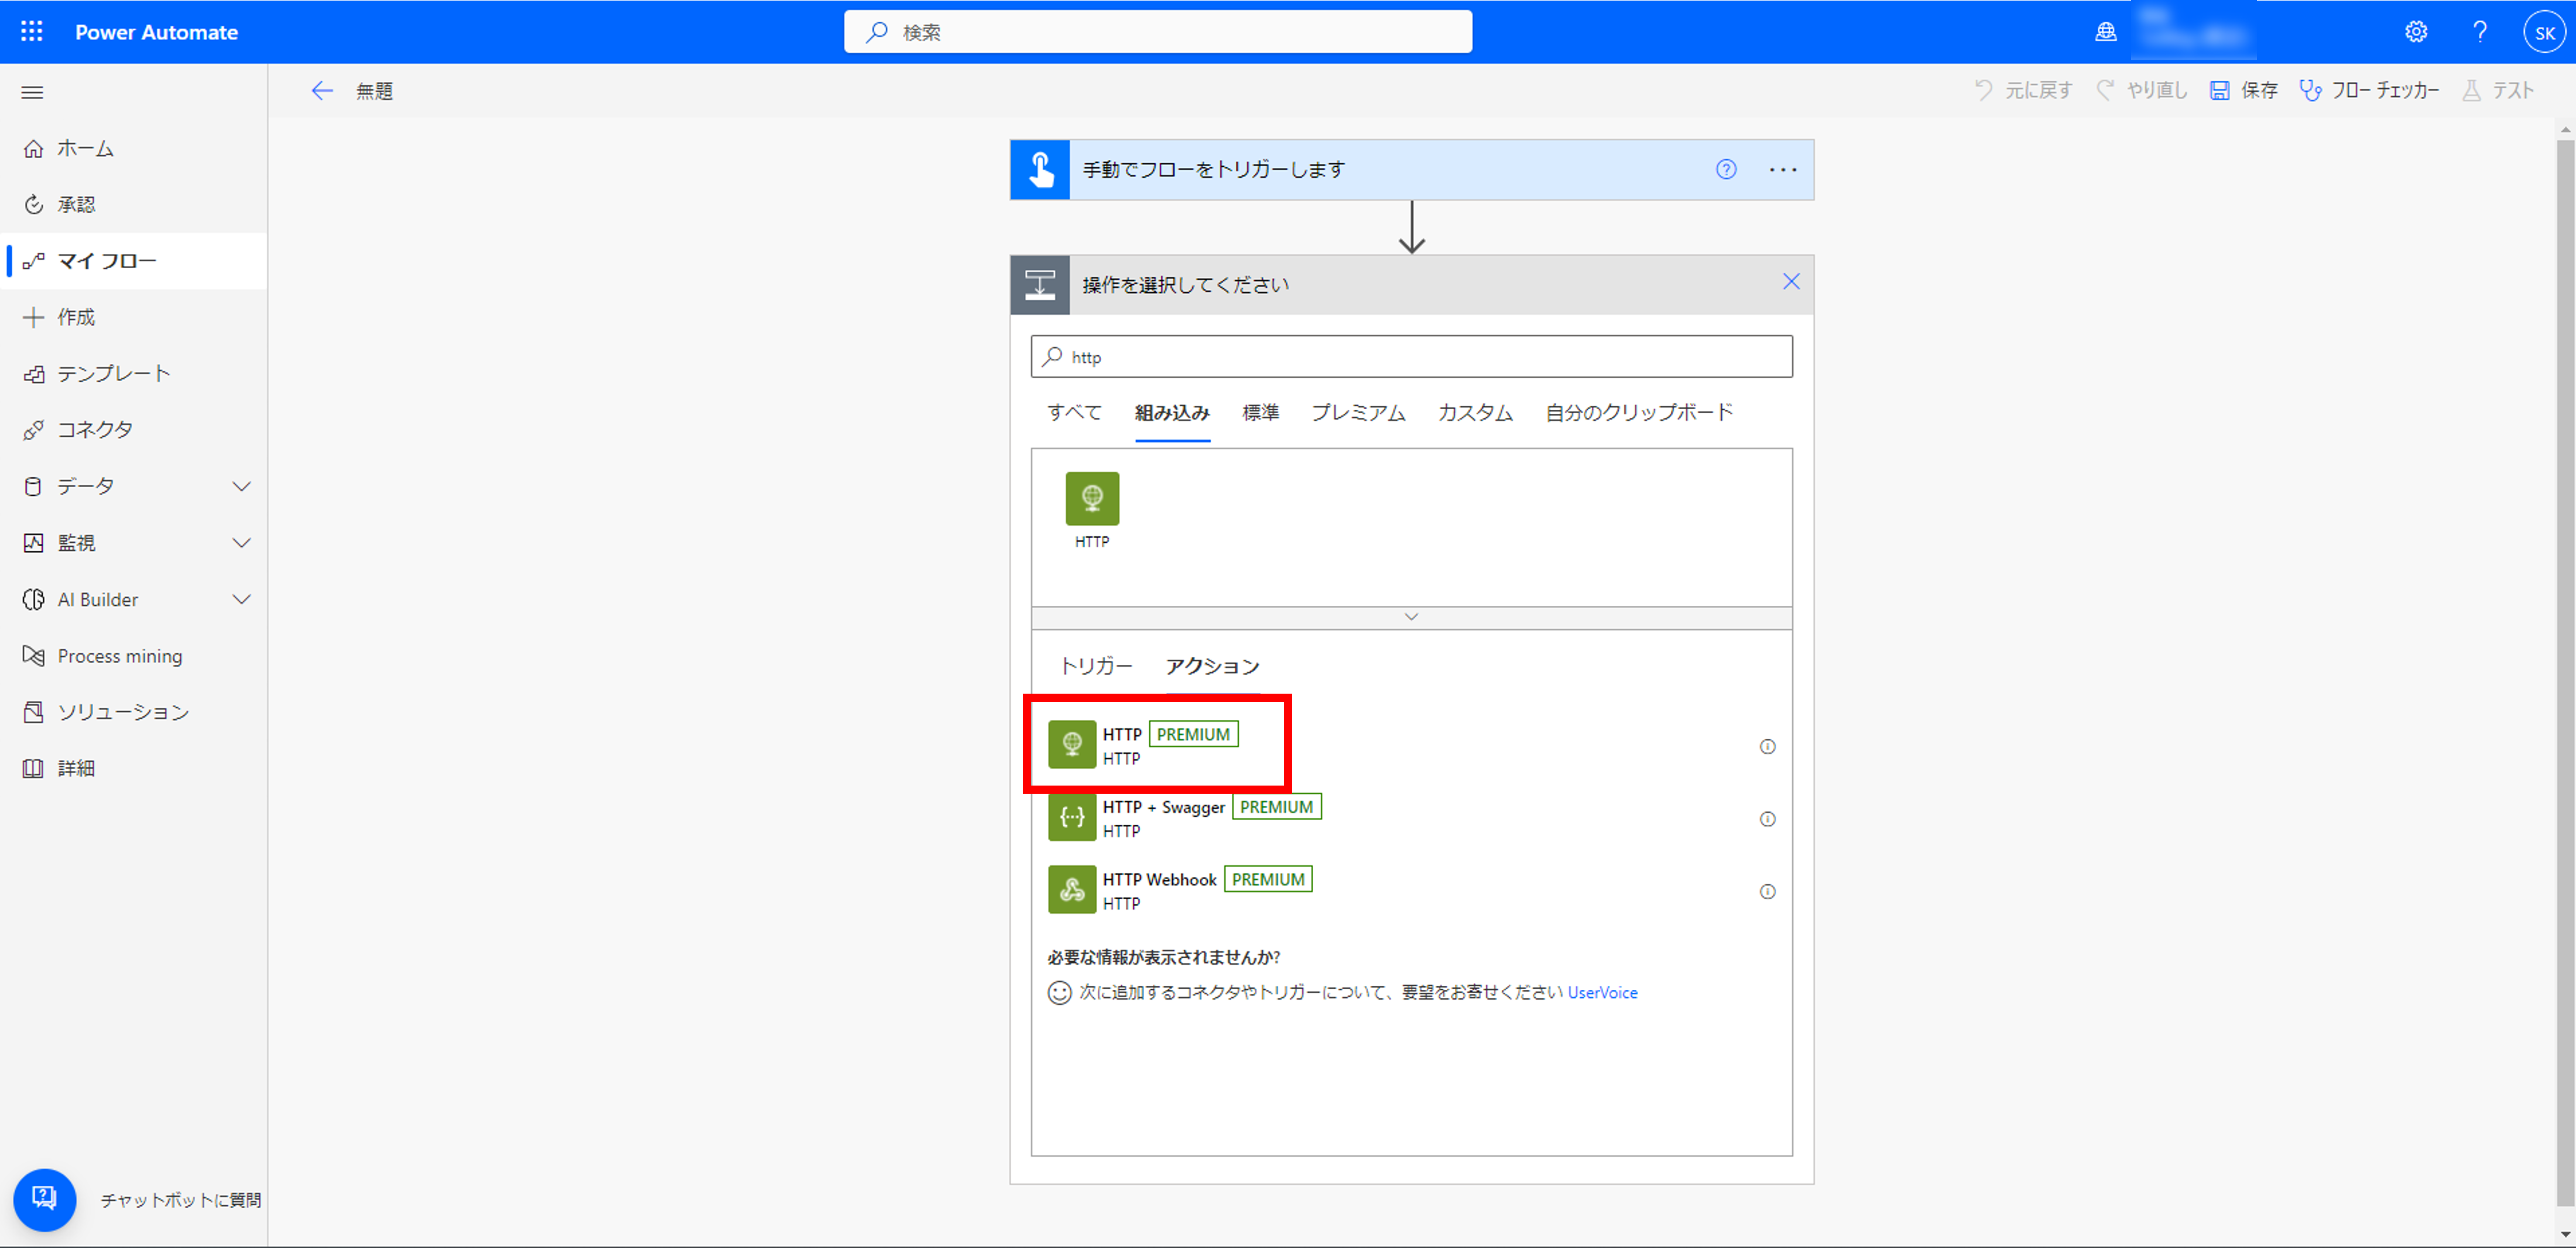 Power Automate
検索
SK
無題
元に戻す
やり直し
保存
フロー チェッカー
テスト
ホーム
承認
マイ フロー
作成
テンプレート
コネクタ
データ
監視
AI Builder
Process mining
ソリューション
詳細
チャットボットに質問
手動でフローをトリガーします
操作を選択してください
http
すべて
組み込み
標準
プレミアム
カスタム
自分のクリップボード
HTTP
トリガー
アクション
HTTP PREMIUM
HTTP
HTTP + Swagger PREMIUM
HTTP
HTTP Webhook PREMIUM
HTTP
必要な情報が表示されませんか?
次に追加するコネクタやトリガーについて、要望をお寄せください UserVoice